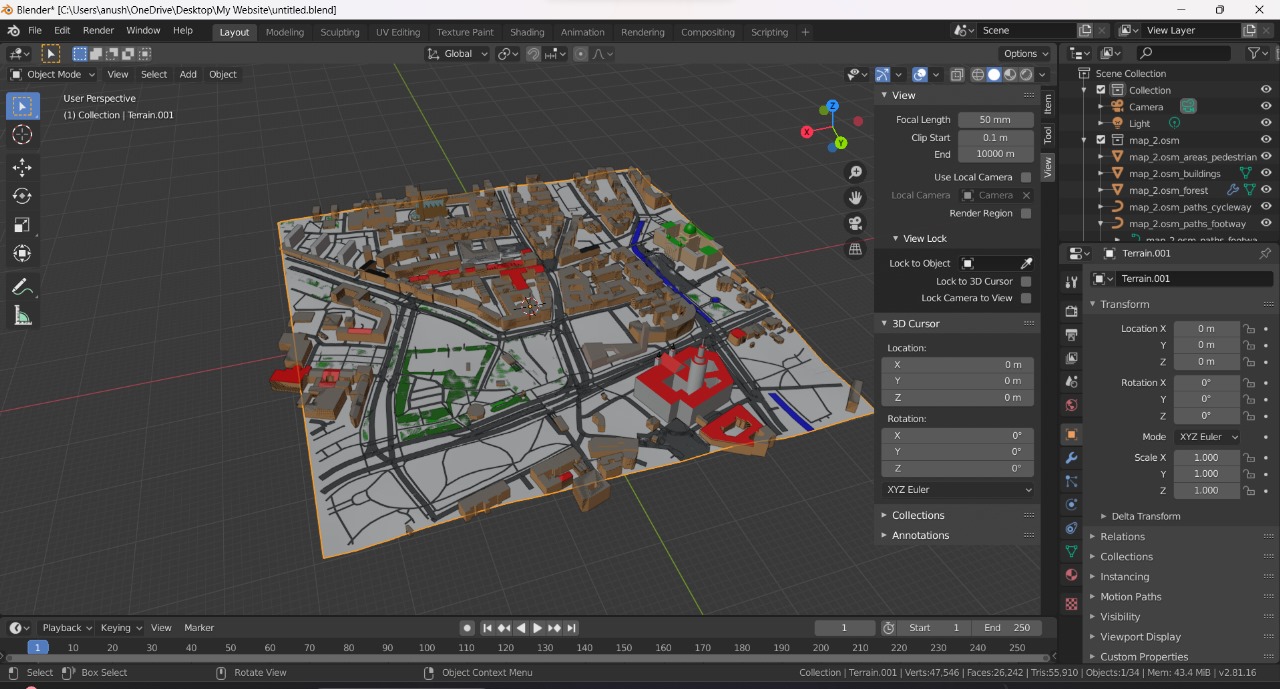 Blender* [C:\Users\anush\OneDrive\Desktop\My Website\untitled.blend]
File Edit Render Window Help Layout Modeling Sculpting UV Editing Texture Paint Shading Animation Rendering Compositing Scripting + Scene View Layer
Global Options
Object Mode View Select Add Object
User Perspective
(1) Collection | Terrain.001
X
Y
Z
View
Focal Length 50 mm
Clip Start 0.1 m
End 10000 m
Use Local Camera
Local Camera Camera
Render Region
View Lock
Lock to Object
Lock to 3D Cursor
Lock Camera to View
3D Cursor
Location:
X 0 m
Y 0 m
Z 0 m
Rotation:
X 0°
Y 0°
Z 0°
XYZ Euler
Collections
Annotations
Item
Tool
View
Scene Collection
Collection
Camera
Light
map_2.osm
map_2.osm_areas_pedestrian
map_2.osm_buildings
map_2.osm_forest
map_2.osm_paths_cycleway
map_2.osm_paths_footway
map_2.osm_paths_footwa
Terrain.001
Terrain.001
Transform
Location X 0 m
Y 0 m
Z 0 m
Rotation X 0°
Y 0°
Z 0°
Mode XYZ Euler
Scale X 1.000
Y 1.000
Z 1.000
Delta Transform
Relations
Collections
Instancing
Motion Paths
Visibility
Viewport Display
Custom Properties
Playback Keying View Marker 1 Start 1 End 250
1 10 20 30 40 50 60 70 80 90 100 110 120 130 140 150 160 170 180 190 200 210 220 230 240 250
Select Box Select Rotate View Object Context Menu Collection | Terrain.001 | Verts:47,546 | Faces:26,242 | Tris:55,910 | Objects:1/34 | Mem: 43.4 MiB | v2.81.16